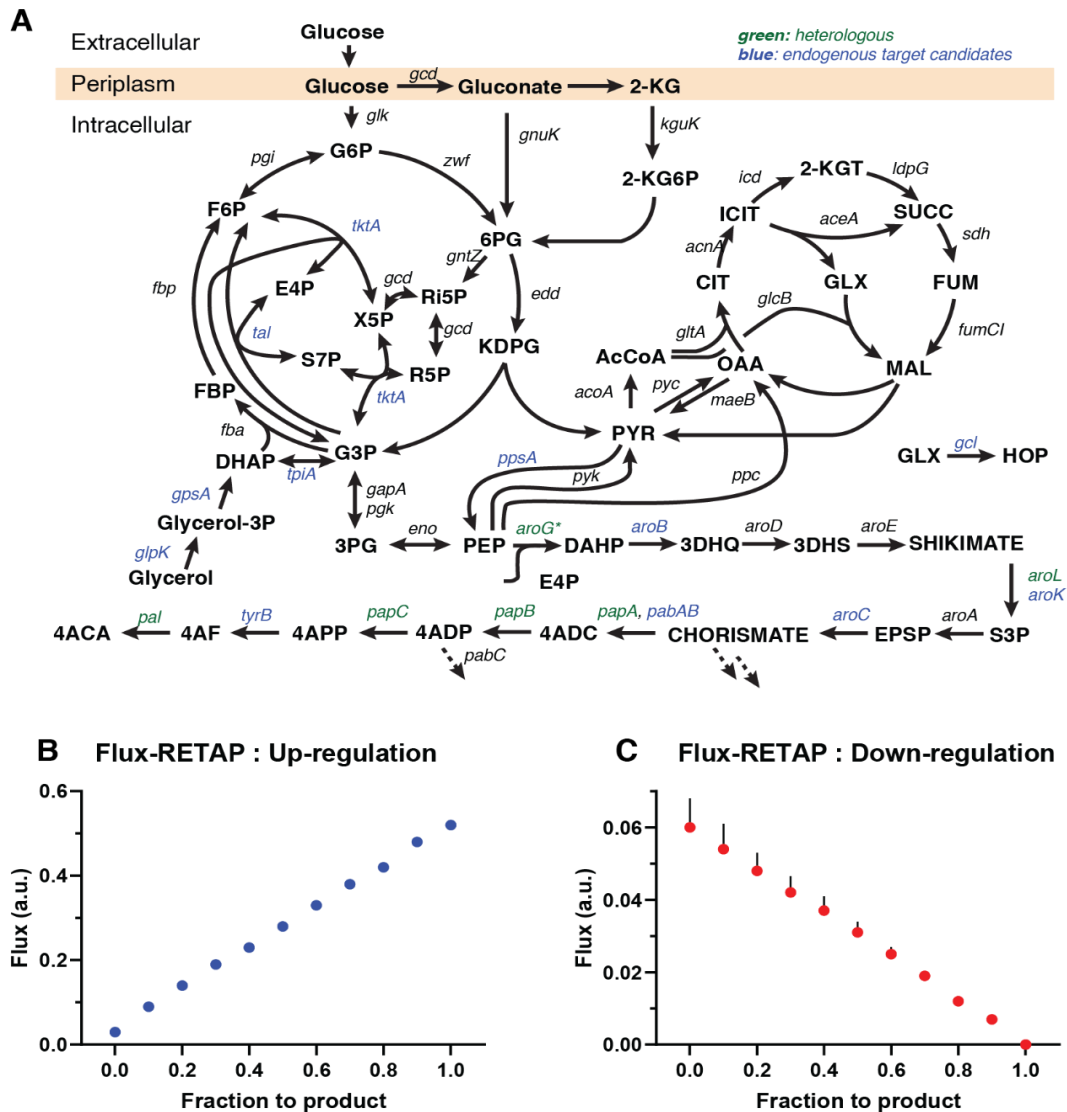 A
Extracellular
Glucose
green: heterologous
blue: endogenous target candidates
Periplasm
Glucose
gcd
Gluconate
2-KG
Intracellular
glk
gnuK
kguK
pgi
G6P
zwf
2-KG6P
icd
2-KGT
ldpG
F6P
tktA
6PG
ICIT
aceA
SUCC
acnA
sdh
gntZ
fbp
E4P
gcd
Ri5P
edd
CIT
GLX
FUM
X5P
glcB
tal
gcd
KDPG
gltA
fumCI
S7P
R5P
AcCoA
OAA
MAL
FBP
tktA
acoA
pyc
maeB
fba
G3P
PYR
DHAP
tpiA
ppsA
pyk
ppc
GLX
gcl
HOP
gpsA
gapA
pgk
Glycerol-3P
glpK
3PG
eno
PEP
aroG*
DAHP
aroB
3DHQ
aroD
3DHS
aroE
SHIKIMATE
Glycerol
E4P
aroL
aroK
4ACA
pal
4AF
tyrB
4APP
papC
4ADP
papB
4ADC
papA, pabAB
CHORISMATE
aroC
EPSP
aroA
S3P
pabC
B
Flux-RETAP : Up-regulation
Flux (a.u.)
0.6
0.4
0.2
0.0
0.0 0.2 0.4 0.6 0.8 1.0
Fraction to product
C
Flux-RETAP : Down-regulation
Flux (a.u.)
0.06
0.04
0.02
0.00
0.0 0.2 0.4 0.6 0.8 1.0
Fraction to product